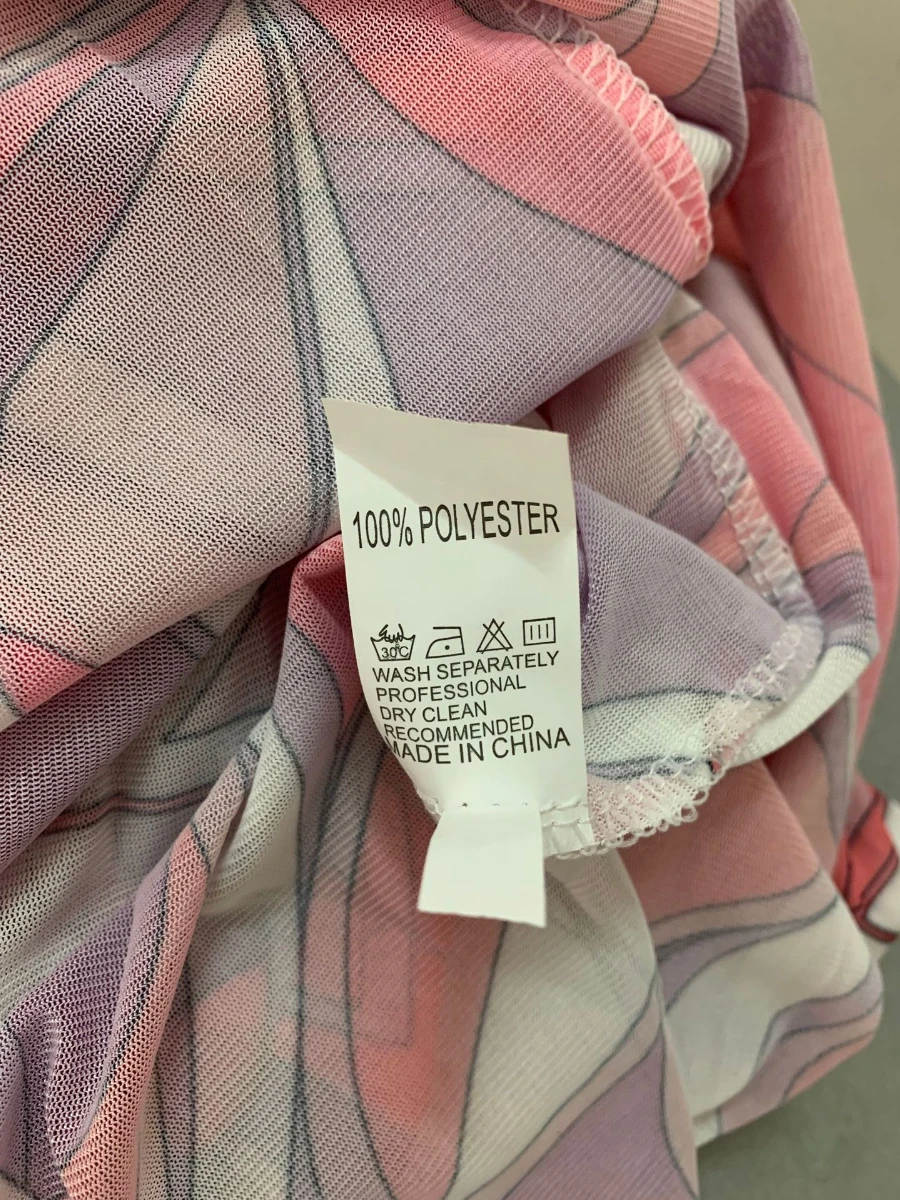 100% POLYESTER
30℃
WASH SEPARATELY
PROFESSIONAL
DRY CLEAN
RECOMMENDED
MADE IN CHINA